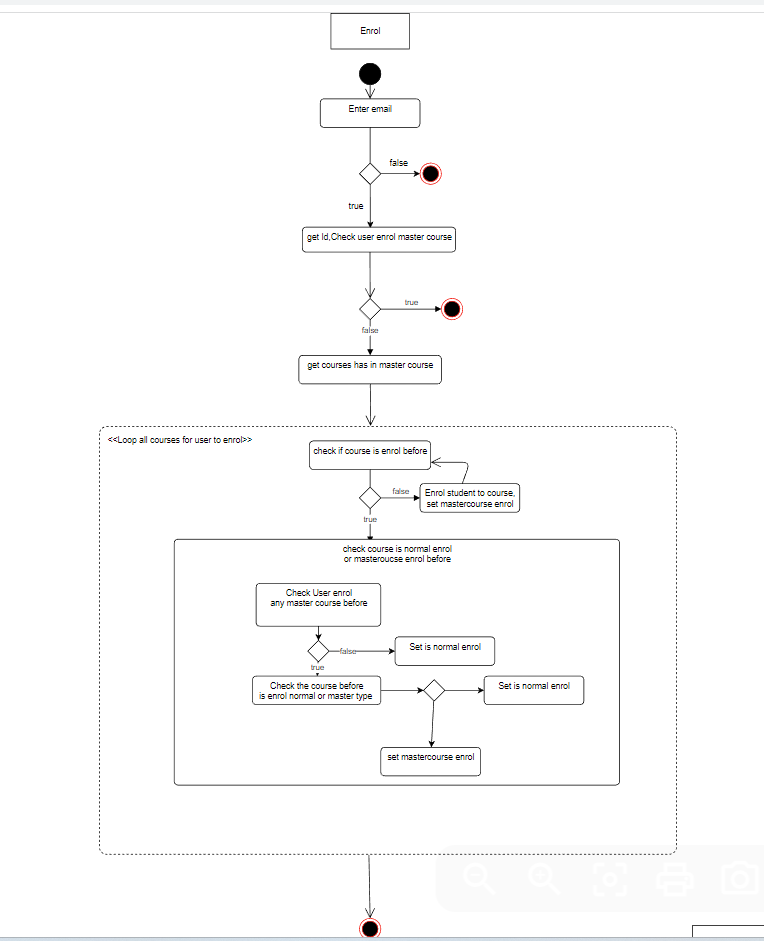 Enrol
Enter email
false
true
get Id,Check user enrol master course
true
false
get courses has in master course
<<Loop all courses for user to enrol>>
check if course is enrol before
false
Enrol student to course,
set mastercourse enrol
true
check course is normal enrol
or masteroucse enrol before
Check User enrol
any master course before
false
Set is normal enrol
true
Check the course before
is enrol normal or master type
Set is normal enrol
set mastercourse enrol